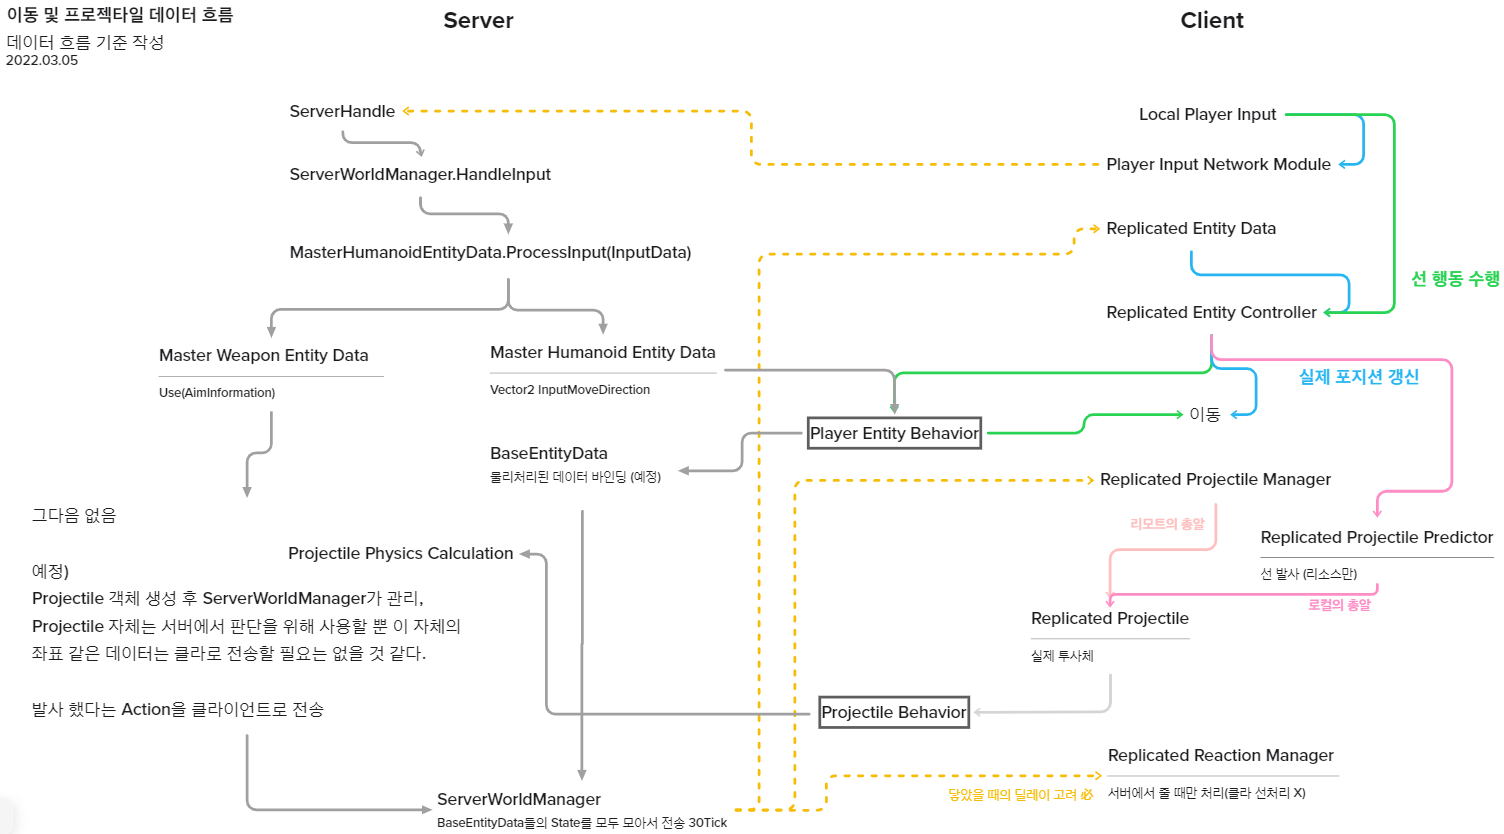 이동 및 프로젝타일 데이터 흐름
데이터 흐름 기준 작성
2022.03.05
Server
Client
ServerHandle
ServerWorldManager.HandleInput
MasterHumanoidEntityData.ProcessInput(InputData)
Master Weapon Entity Data
Use(AimInformation)
Master Humanoid Entity Data
Vector2 InputMoveDirection
BaseEntityData
물리처리된 데이터 바인딩 (예정)
Projectile Physics Calculation
그다음 없음
예정)
Projectile 객체 생성 후 ServerWorldManager가 관리,
Projectile 자체는 서버에서 판단을 위해 사용할 뿐 이 자체의
좌표 같은 데이터는 클라로 전송할 필요는 없을 것 같다.
발사 했다는 Action을 클라이언트로 전송
ServerWorldManager
BaseEntityData들의 State를 모두 모아서 전송 30Tick
Local Player Input
Player Input Network Module
Replicated Entity Data
선 행동 수행
Replicated Entity Controller
실제 포지션 갱신
이동
Player Entity Behavior
Replicated Projectile Manager
리모트의 총알
Replicated Projectile Predictor
선 발사 (리소스만)
로컬의 총알
Replicated Projectile
실제 투사체
Projectile Behavior
Replicated Reaction Manager
닿았을 때의 딜레이 고려 必
서버에서 줄 때만 처리(클라 선처리 X)